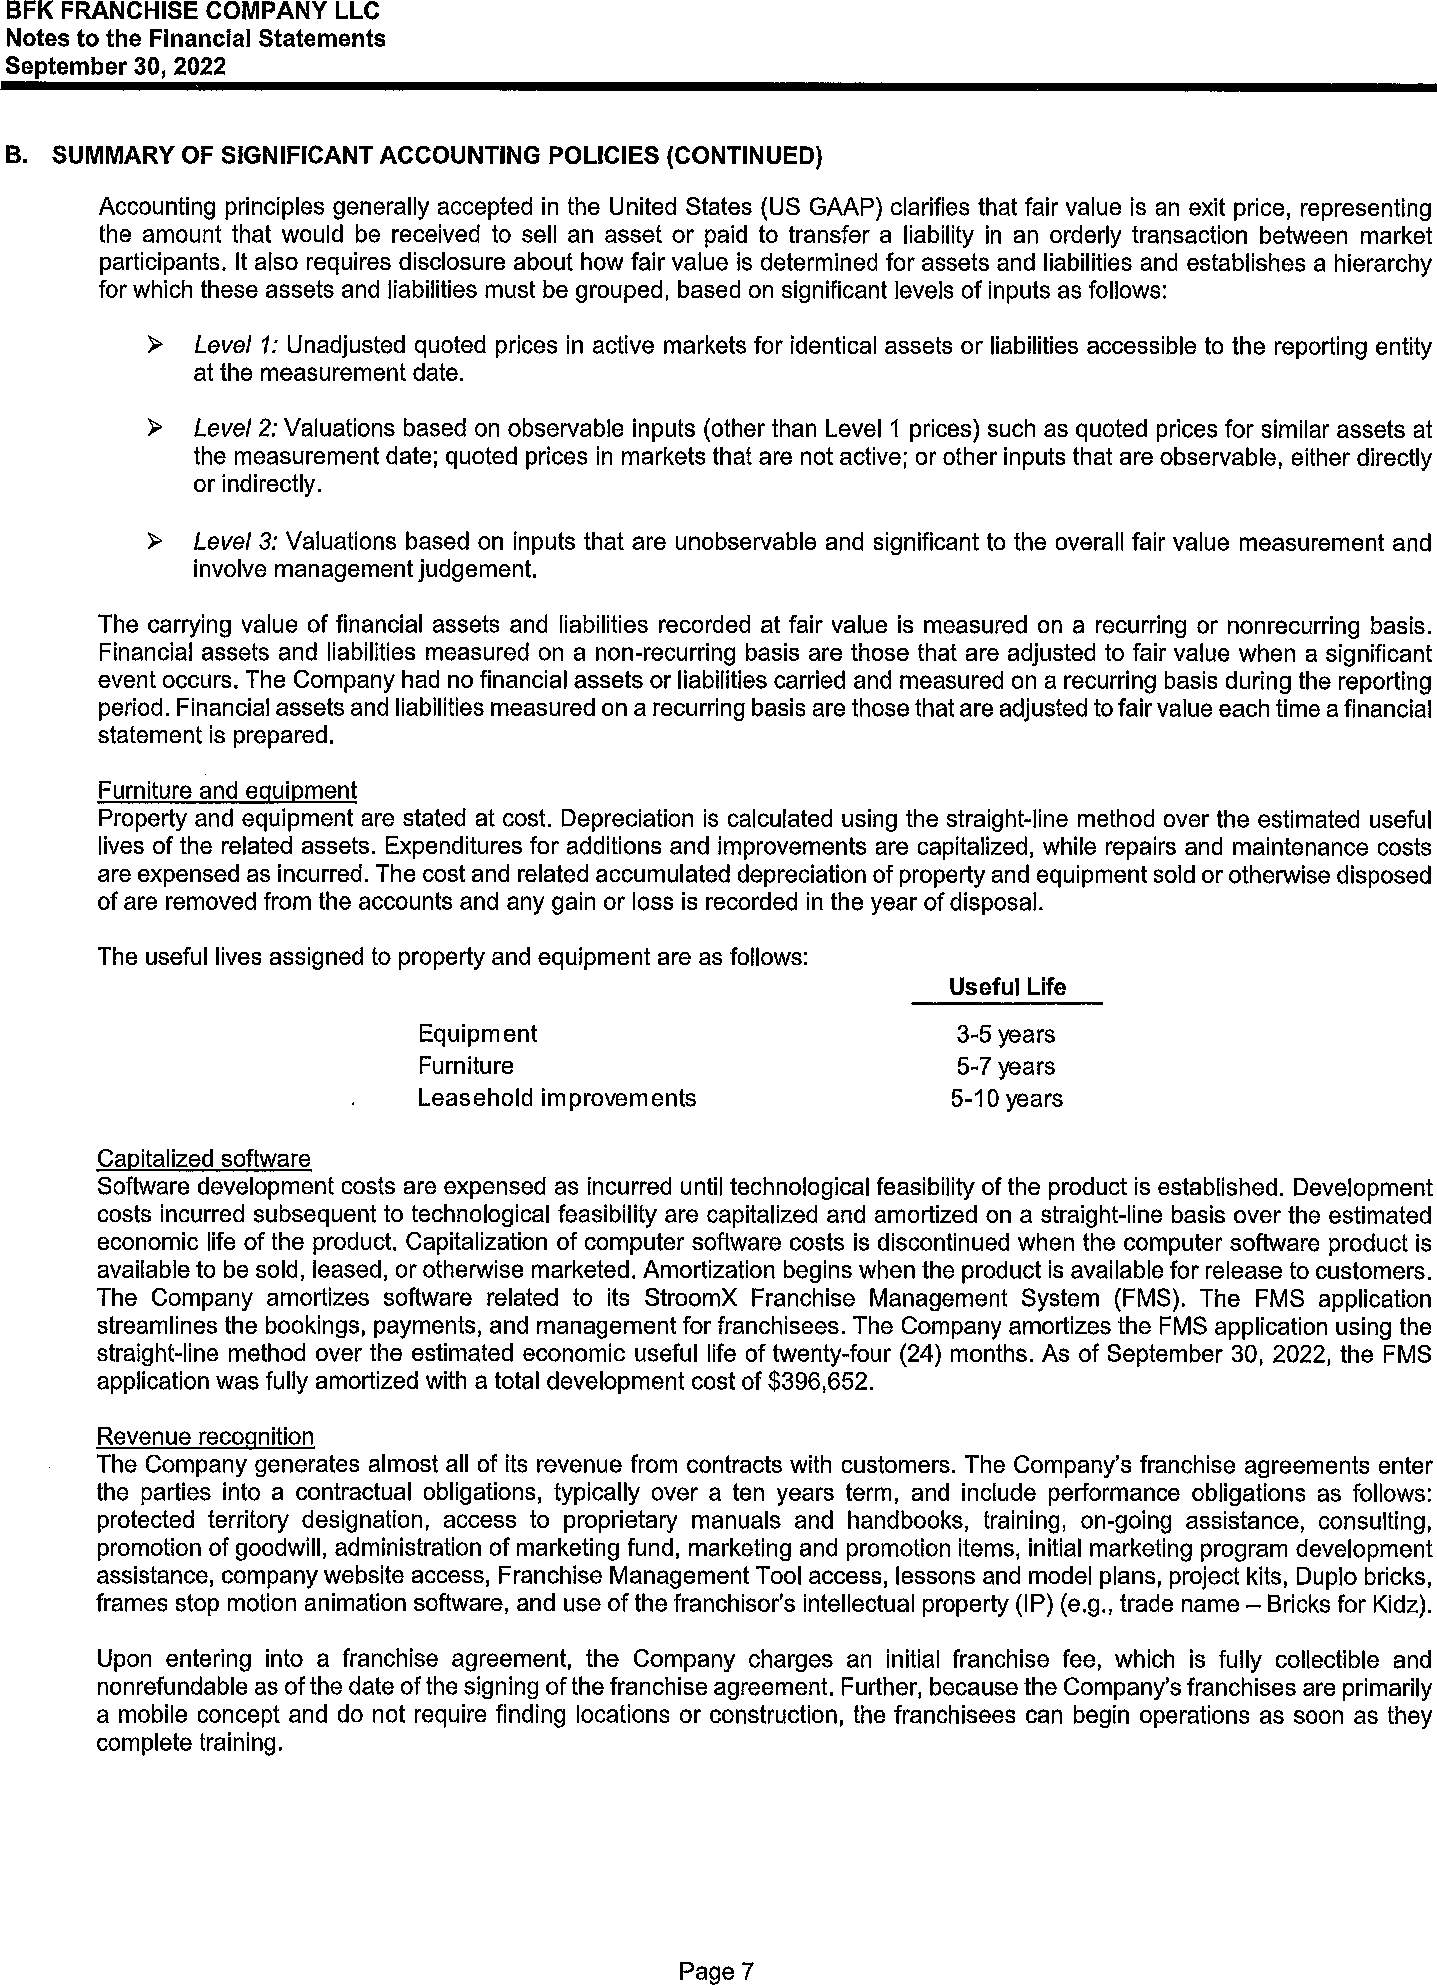 BFK FRANCHISE COMPANY LLC
Notes to the Financial Statements
September 30, 2022
B. SUMMARY OF SIGNIFICANT ACCOUNTING POLICIES (CONTINUED)
Accounting principles generally accepted in the United States (US GAAP) clarifies that fair value is an exit price, representing
the amount that would be received to sell an asset or paid to transfer a liability in an orderly transaction between market
participants. It also requires disclosure about how fair value is determined for assets and liabilities and establishes a hierarchy
for which these assets and liabilities must be grouped, based on significant levels of inputs as follows:
➢ Level 1: Unadjusted quoted prices in active markets for identical assets or liabilities accessible to the reporting entity
at the measurement date.
➢ Level 2: Valuations based on observable inputs (other than Level 1 prices) such as quoted prices for similar assets at
the measurement date; quoted prices in markets that are not active; or other inputs that are observable, either directly
or indirectly.
➢ Level 3: Valuations based on inputs that are unobservable and significant to the overall fair value measurement and
involve management judgement.
The carrying value of financial assets and liabilities recorded at fair value is measured on a recurring or nonrecurring basis.
Financial assets and liabilities measured on a non-recurring basis are those that are adjusted to fair value when a significant
event occurs. The Company had no financial assets or liabilities carried and measured on a recurring basis during the reporting
period. Financial assets and liabilities measured on a recurring basis are those that are adjusted to fair value each time a financial
statement is prepared.
Furniture and equipment
Property and equipment are stated at cost. Depreciation is calculated using the straight-line method over the estimated useful
lives of the related assets. Expenditures for additions and improvements are capitalized, while repairs and maintenance costs
are expensed as incurred. The cost and related accumulated depreciation of property and equipment sold or otherwise disposed
of are removed from the accounts and any gain or loss is recorded in the year of disposal.
The useful lives assigned to property and equipment are as follows:
Useful Life
Equipment 3-5 years
Furniture 5-7 years
Leasehold improvements 5-10 years
Capitalized software
Software development costs are expensed as incurred until technological feasibility of the product is established. Development
costs incurred subsequent to technological feasibility are capitalized and amortized on a straight-line basis over the estimated
economic life of the product. Capitalization of computer software costs is discontinued when the computer software product is
available to be sold, leased, or otherwise marketed. Amortization begins when the product is available for release to customers.
The Company amortizes software related to its StroomX Franchise Management System (FMS). The FMS application
streamlines the bookings, payments, and management for franchisees. The Company amortizes the FMS application using the
straight-line method over the estimated economic useful life of twenty-four (24) months. As of September 30, 2022, the FMS
application was fully amortized with a total development cost of $396,652.
Revenue recognition
The Company generates almost all of its revenue from contracts with customers. The Company's franchise agreements enter
the parties into a contractual obligations, typically over a ten years term, and include performance obligations as follows:
protected territory designation, access to proprietary manuals and handbooks, training, on-going assistance, consulting,
promotion of goodwill, administration of marketing fund, marketing and promotion items, initial marketing program development
assistance, company website access, Franchise Management Tool access, lessons and model plans, project kits, Duplo bricks,
frames stop motion animation software, and use of the franchisor's intellectual property (IP) (e.g., trade name – Bricks for Kidz).
Upon entering into a franchise agreement, the Company charges an initial franchise fee, which is fully collectible and
nonrefundable as of the date of the signing of the franchise agreement. Further, because the Company's franchises are primarily
a mobile concept and do not require finding locations or construction, the franchisees can begin operations as soon as they
complete training.
Page 7